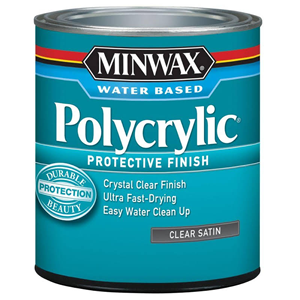 MINWAX®
WATER BASED
Polycrylic®
PROTECTIVE FINISH
DURABLE
PROTECTION
BEAUTY
Crystal Clear Finish
Ultra Fast-Drying
Easy Water Clean Up
CLEAR SATIN